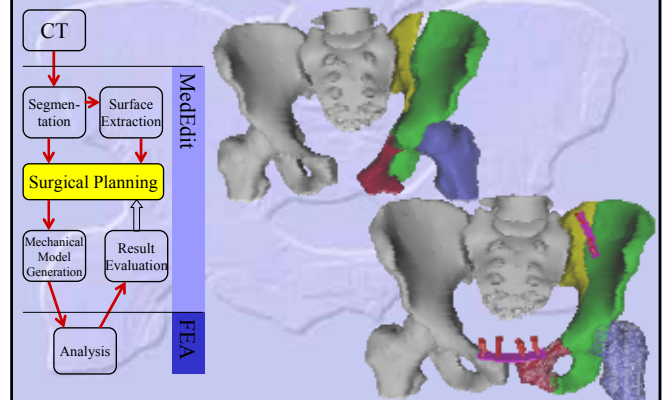 CT
MedEdit
Segmen-
tation
Surface
Extraction
Surgical Planning
Mechanical
Model
Generation
Result
Evaluation
FEA
Analysis